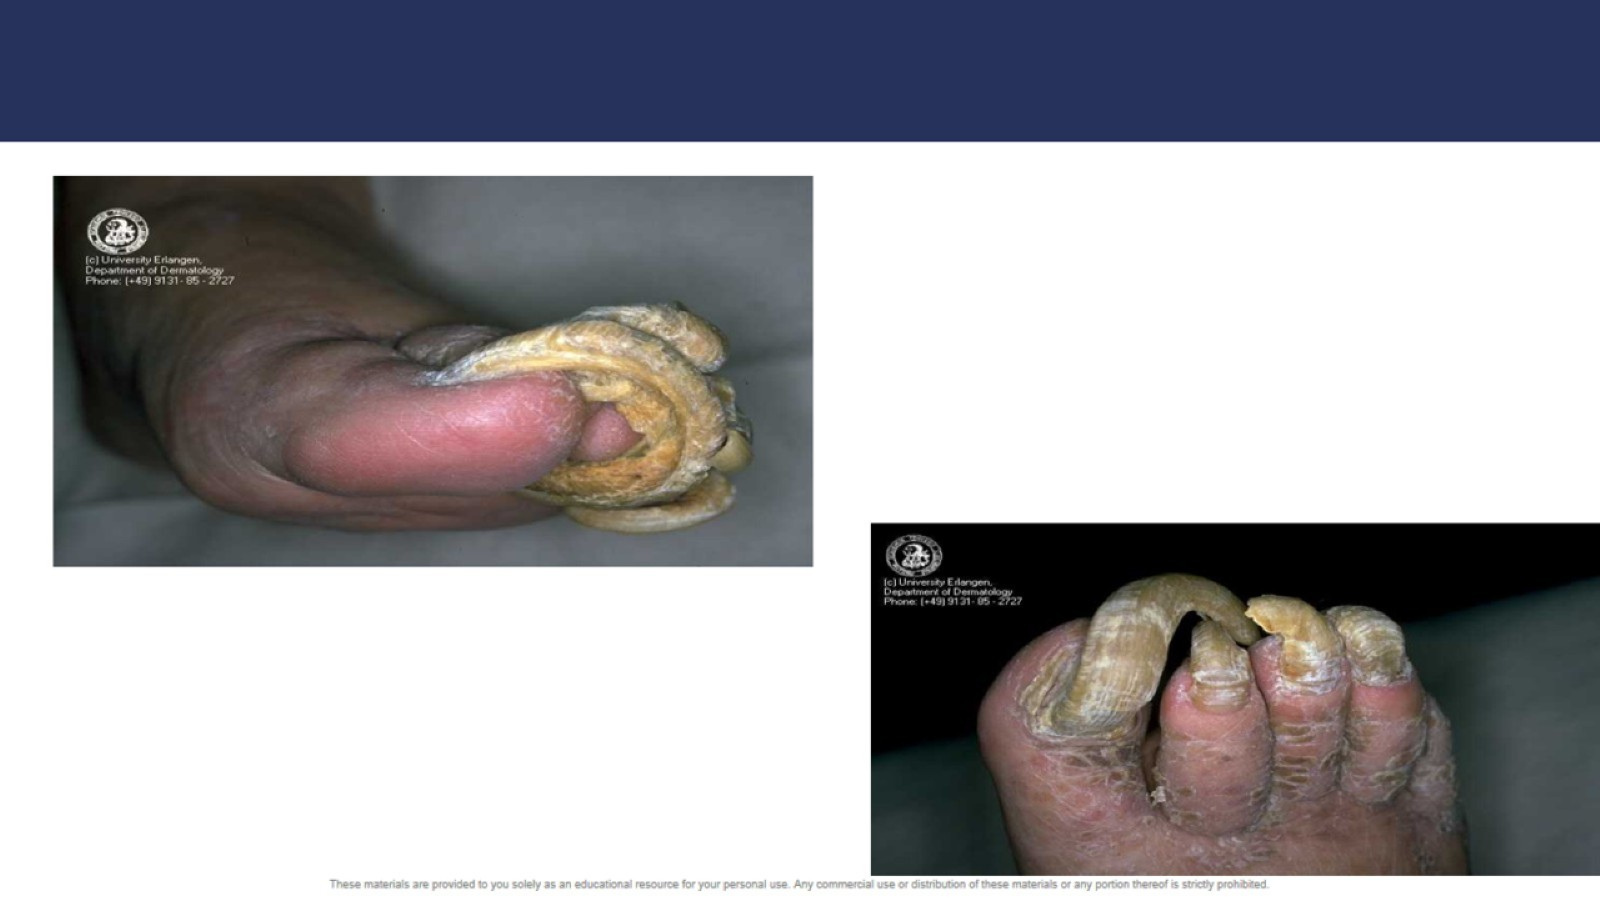 (c) University Erlangen,
Department of Dermatology
Phone: (+49) 9131- 85 - 2727
(c) University Erlangen,
Department of Dermatology
Phone: (+49) 9131- 85 - 2727
These materials are provided to you solely as an educational resource for your personal use. Any commercial use or distribution of these materials or any portion thereof is strictly prohibited.